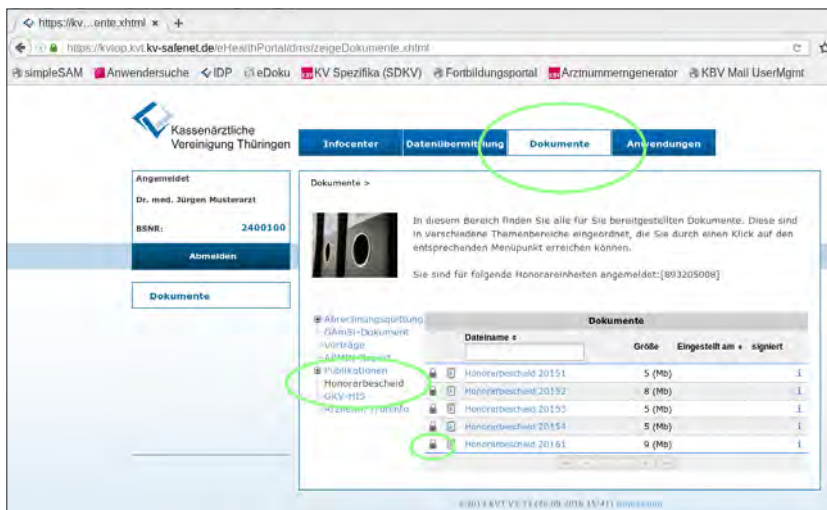 https://kv...ente.xhtml × +
https://kvtop.kvt.kv-safenet.de/eHealthPortal/dms/zeigeDokumente.xhtml
simpleSAM Anwendersuche IDP eDoku KV Spezifika (SDKV) Fortbildungsportal Arztnummerngenerator KBV Mail UserMgmt
Kassenärztliche
Vereinigung Thüringen
Infocenter Datenübermittlung Dokumente Anwendungen
Angemeldet
Dr. med. Jürgen Musterarzt
BSNR: 2400100
Abmelden
Dokumente
Dokumente >
In diesem Bereich finden Sie alle für Sie bereitgestellten Dokumente. Diese sind
in verschiedene Themenbereiche eingeordnet, die Sie durch einen Klick auf den
entsprechenden Menüpunkt erreichen können.
Sie sind für folgende Honorareinheiten angemeldet:[893205008]
Abrechnungsquittung
GAmSi-Dokument
Vorträge
ARMIN-Report
Publikationen
Honorarbescheid
GKV-HIS
Dokumente
Dateiname
Größe Eingestellt am signiert
Honorarbescheid 20151 5 (Mb) i
Honorarbescheid 20152 8 (Mb) i
Honorarbescheid 20153 5 (Mb) i
Honorarbescheid 20154 5 (Mb) i
Honorarbescheid 20161 9 (Mb) i